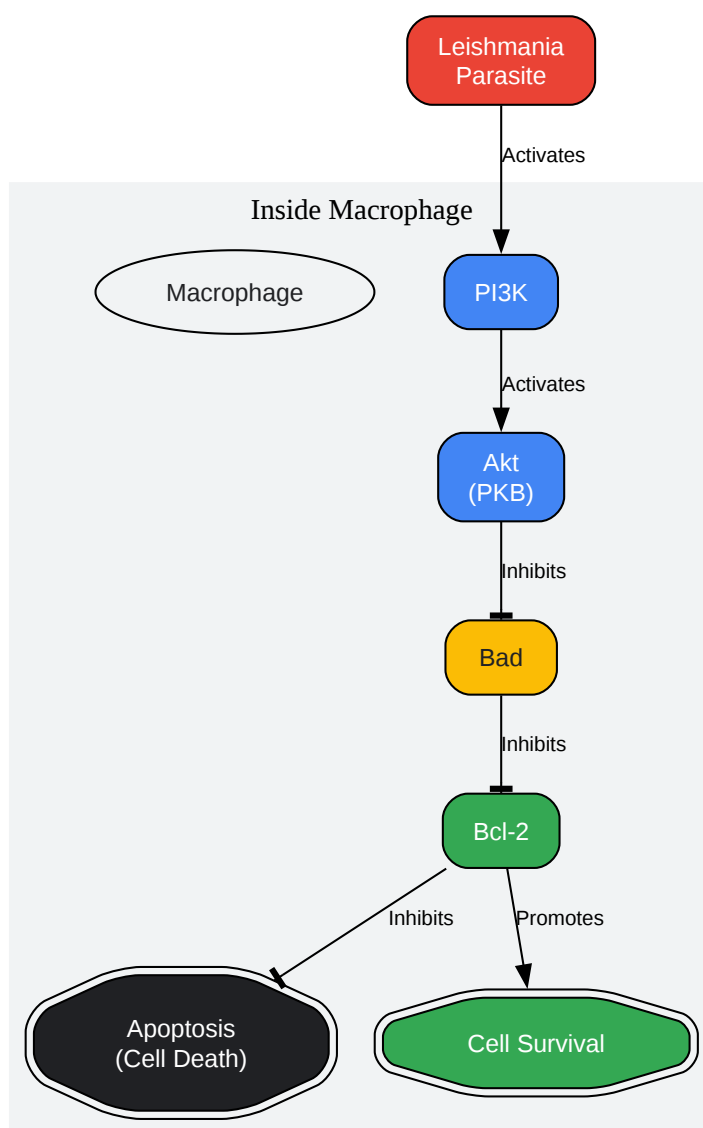 Leishmania
Parasite
Activates
Inside Macrophage
Macrophage
PI3K
Activates
Akt
(PKB)
Inhibits
Bad
Inhibits
Bcl-2
Inhibits
Promotes
Apoptosis
(Cell Death)
Cell Survival